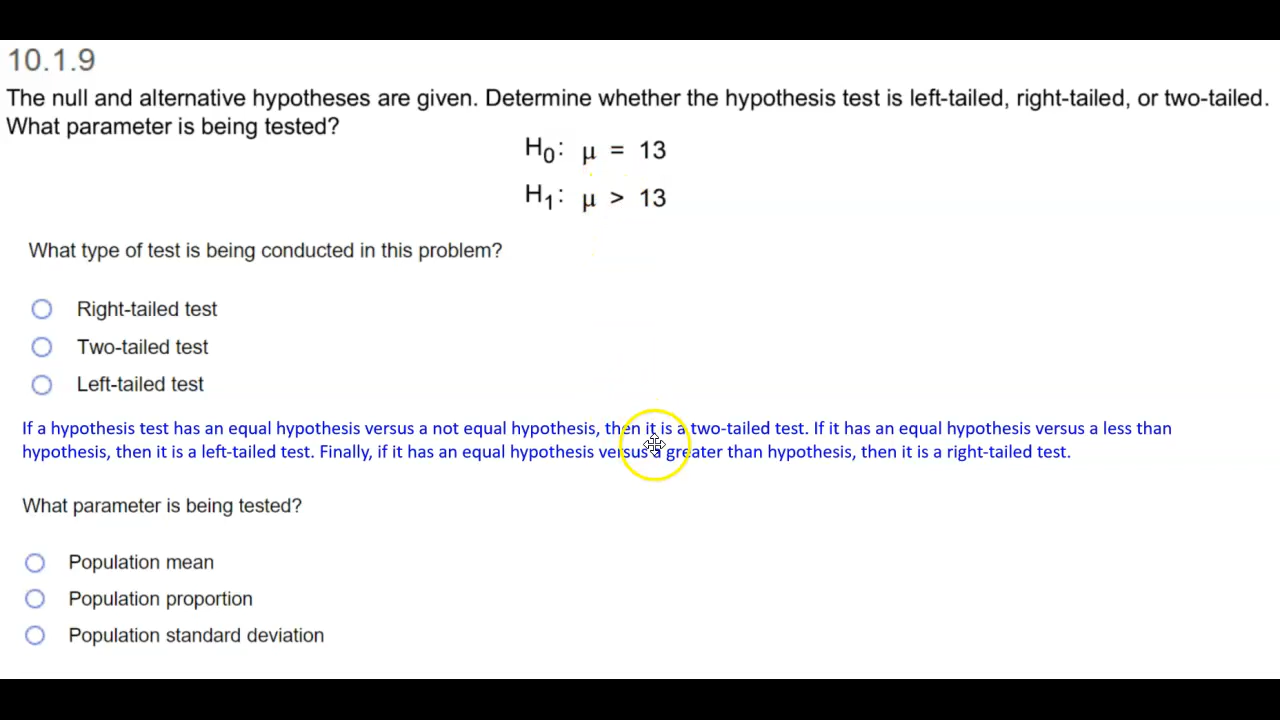 10.1.9
The null and alternative hypotheses are given. Determine whether the hypothesis test is left-tailed, right-tailed, or two-tailed.
What parameter is being tested?
H₀: μ = 13
H₁: μ > 13
What type of test is being conducted in this problem?
Right-tailed test
Two-tailed test
Left-tailed test
If a hypothesis test has an equal hypothesis versus a not equal hypothesis, then it is a two-tailed test. If it has an equal hypothesis versus a less than
hypothesis, then it is a left-tailed test. Finally, if it has an equal hypothesis versus a greater than hypothesis, then it is a right-tailed test.
What parameter is being tested?
Population mean
Population proportion
Population standard deviation